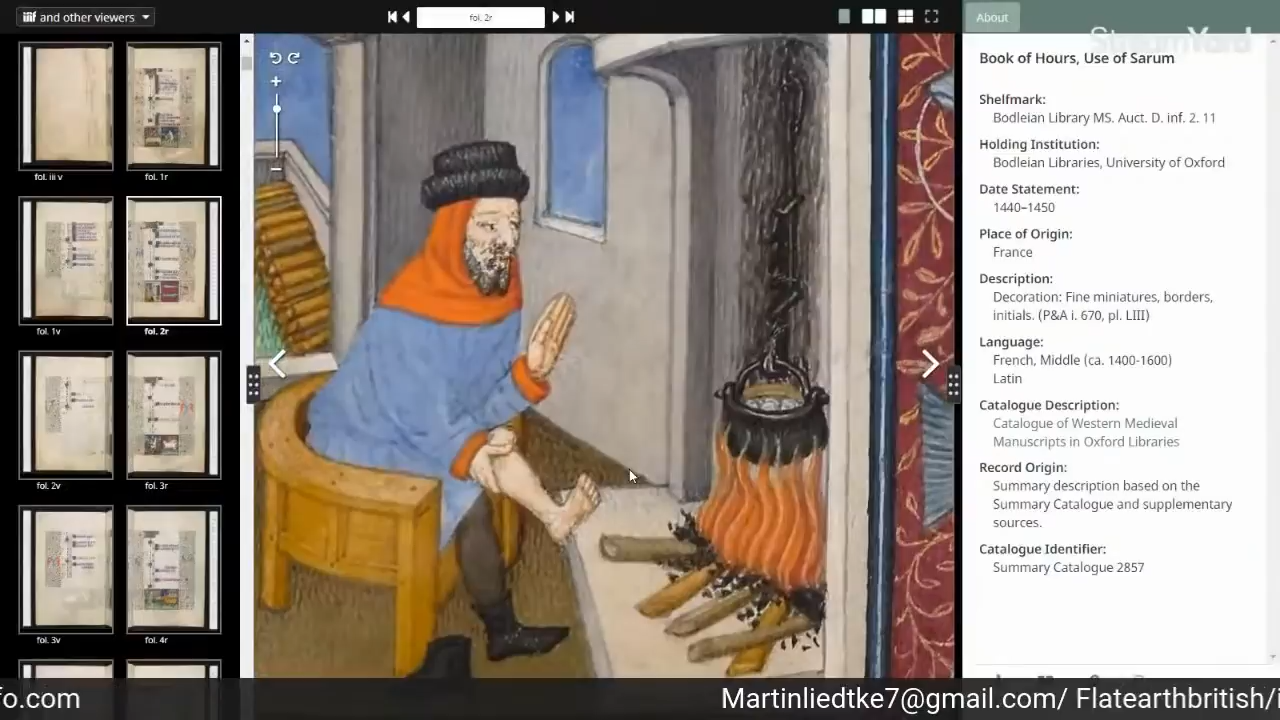 and other viewers
fol. 2r
About
StreamYard
fol. iii v
fol. 1r
fol. 1v
fol. 2r
fol. 2v
fol. 3r
fol. 3v
fol. 4r
Book of Hours, Use of Sarum
Shelfmark:
Bodleian Library MS. Auct. D. inf. 2. 11
Holding Institution:
Bodleian Libraries, University of Oxford
Date Statement:
1440–1450
Place of Origin:
France
Description:
Decoration: Fine miniatures, borders,
initials. (P&A i. 670, pl. LIII)
Language:
French, Middle (ca. 1400-1600)
Latin
Catalogue Description:
Catalogue of Western Medieval
Manuscripts in Oxford Libraries
Record Origin:
Summary description based on the
Summary Catalogue and supplementary
sources.
Catalogue Identifier:
Summary Catalogue 2857
fo.com Martinliedtke7@gmail.com/ Flatearthbritish/i